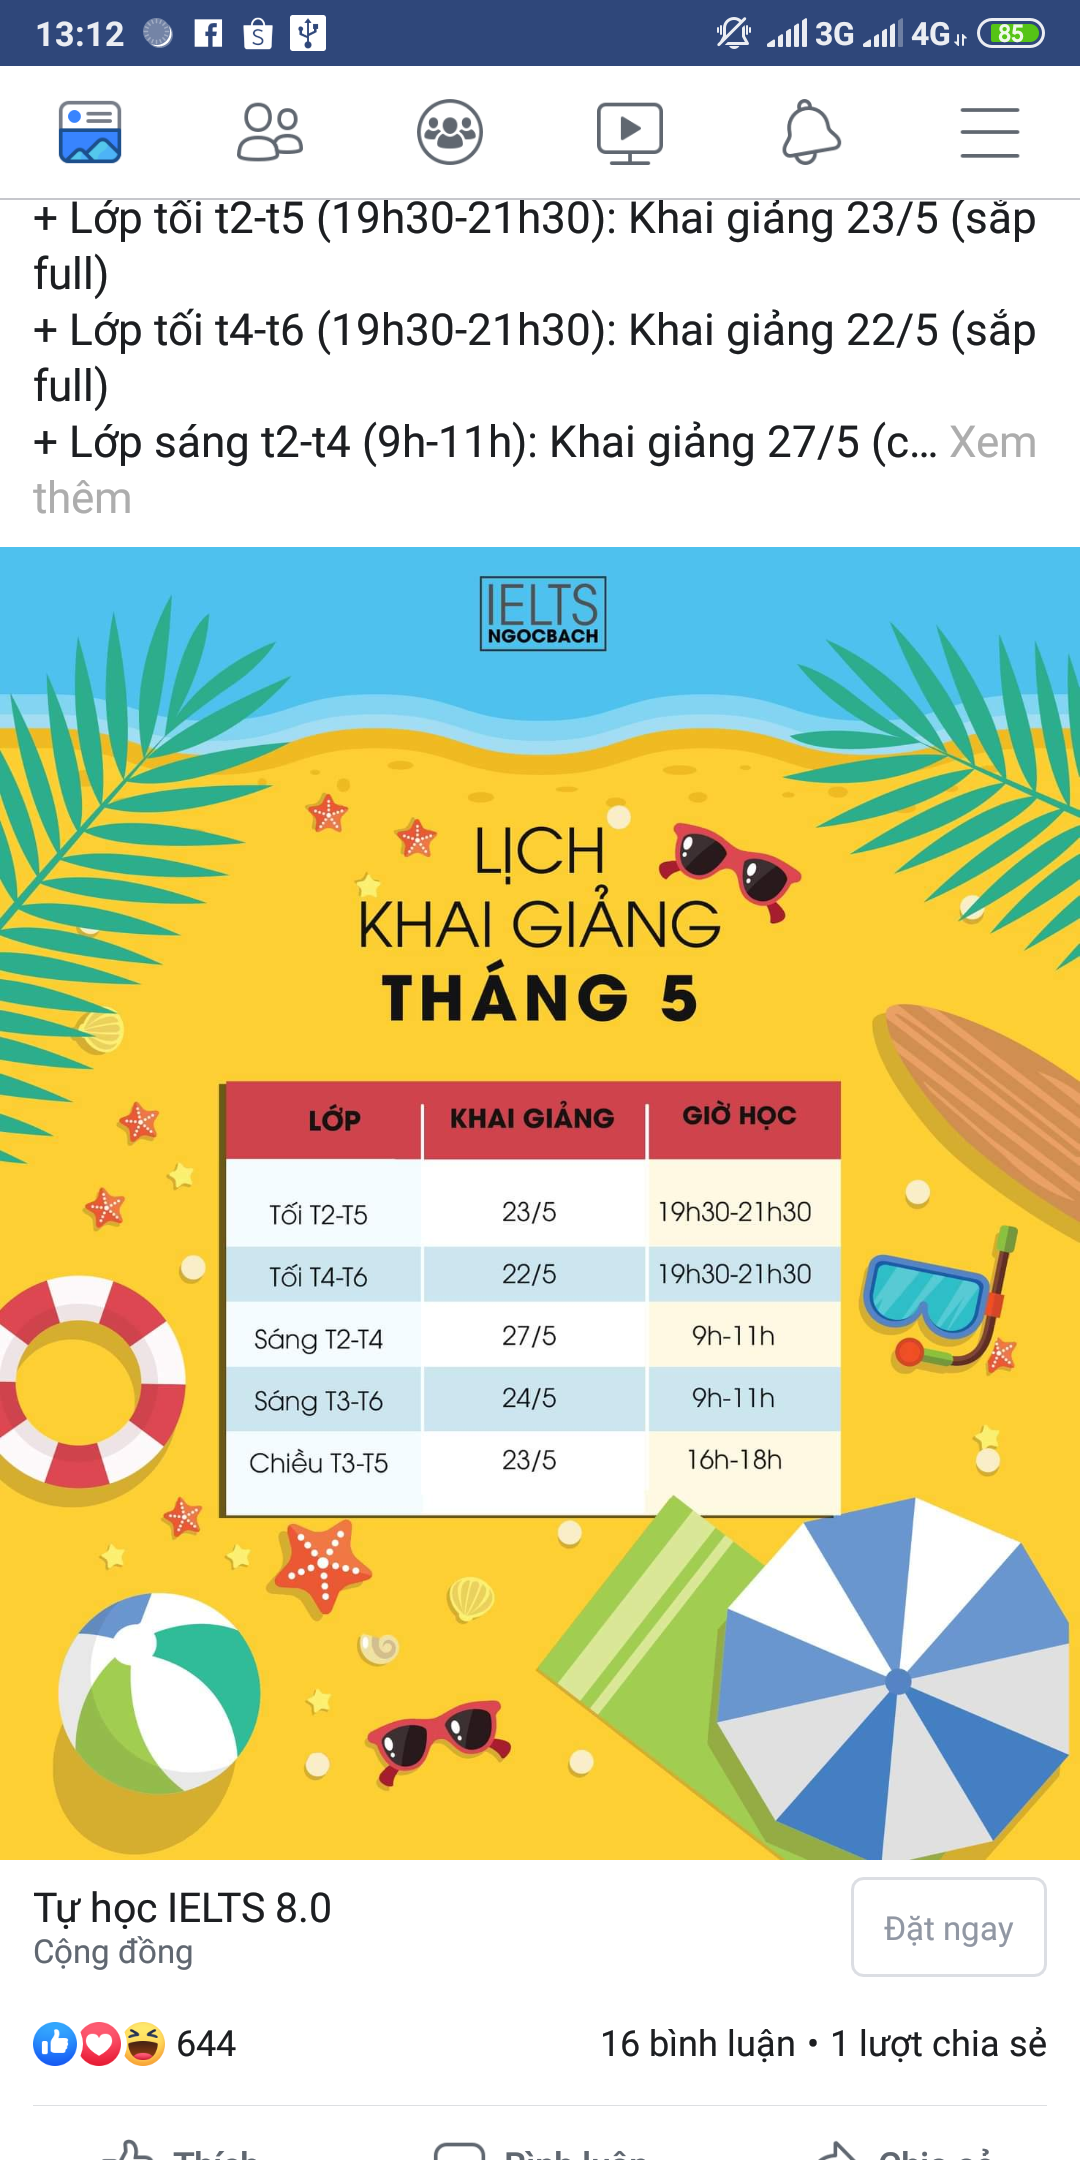 13:12
3G 4G 85
+ Lớp tối t2-t5 (19h30-21h30): Khai giảng 23/5 (sắp
full)
+ Lớp tối t4-t6 (19h30-21h30): Khai giảng 22/5 (sắp
full)
+ Lớp sáng t2-t4 (9h-11h): Khai giảng 27/5 (c... Xem
thêm
IELTS
NGOCBACH
LỊCH
KHAI GIẢNG
THÁNG 5
LỚP KHAI GIẢNG GIỜ HỌC
Tối T2-T5 23/5 19h30-21h30
Tối T4-T6 22/5 19h30-21h30
Sáng T2-T4 27/5 9h-11h
Sáng T3-T6 24/5 9h-11h
Chiều T3-T5 23/5 16h-18h
Tự học IELTS 8.0
Cộng đồng
Đặt ngay
644
16 bình luận • 1 lượt chia sẻ
Thích Bình luận Chia sẻ